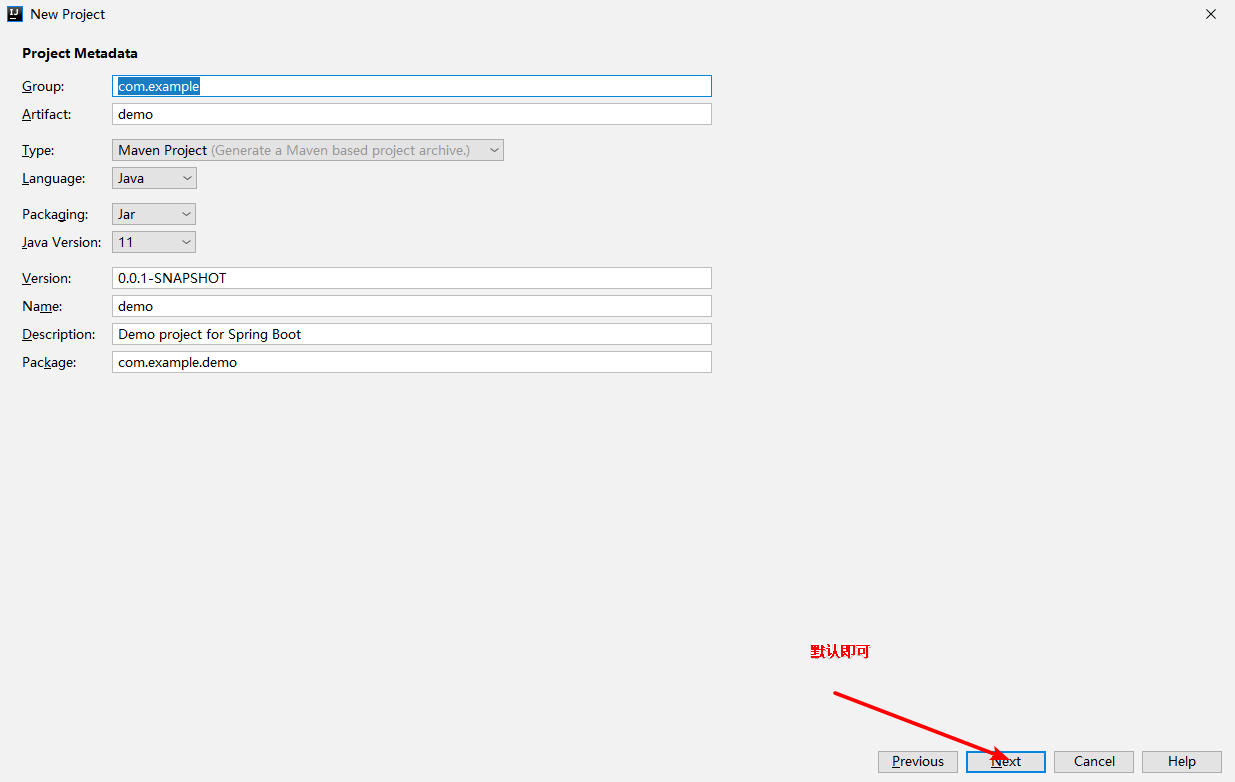 New Project
Project Metadata
Group: com.example
Artifact: demo
Type: Maven Project (Generate a Maven based project archive.)
Language: Java
Packaging: Jar
Java Version: 11
Version: 0.0.1-SNAPSHOT
Name: demo
Description: Demo project for Spring Boot
Package: com.example.demo
默认即可
Previous Next Cancel Help